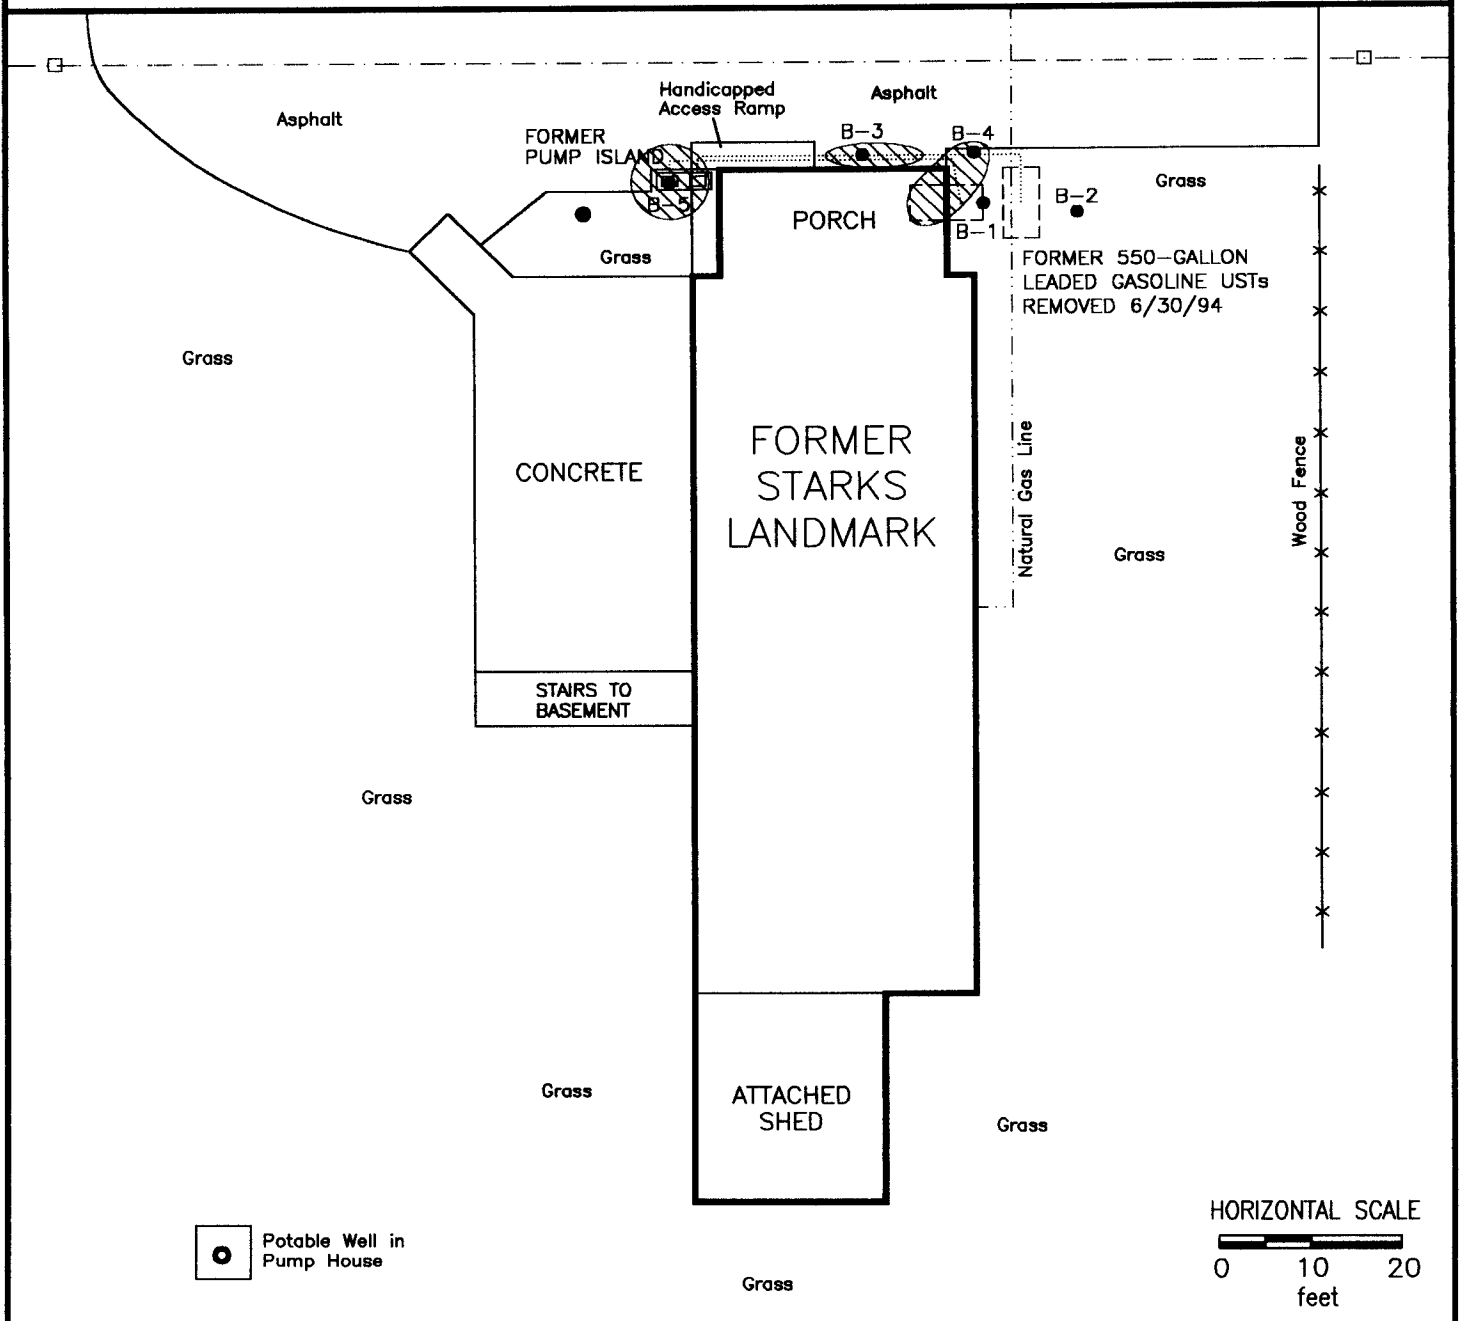 Handicapped
Access Ramp
Asphalt
Asphalt
FORMER
PUMP ISLAND
B-3
B-4
Grass
B-5
B-2
PORCH
B-1
Grass
FORMER 550-GALLON
LEADED GASOLINE USTs
REMOVED 6/30/94
Grass
FORMER
STARKS
LANDMARK
CONCRETE
Natural Gas Line
Wood Fence
Grass
STAIRS TO
BASEMENT
Grass
Grass
ATTACHED
SHED
Grass
Potable Well in
Pump House
Grass
HORIZONTAL SCALE
0 10 20
feet